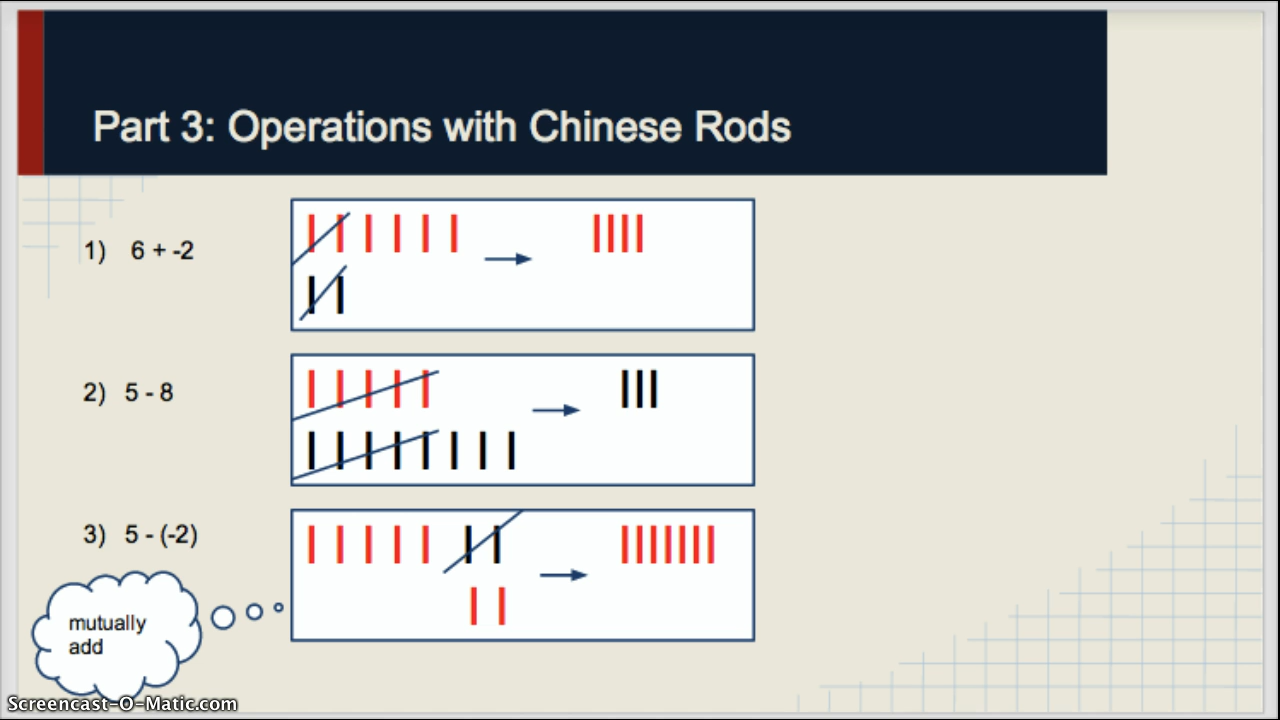 Part 3: Operations with Chinese Rods
1) 6 + -2
2) 5 - 8
3) 5 - (-2)
mutually
add
Screencast-O-Matic.com